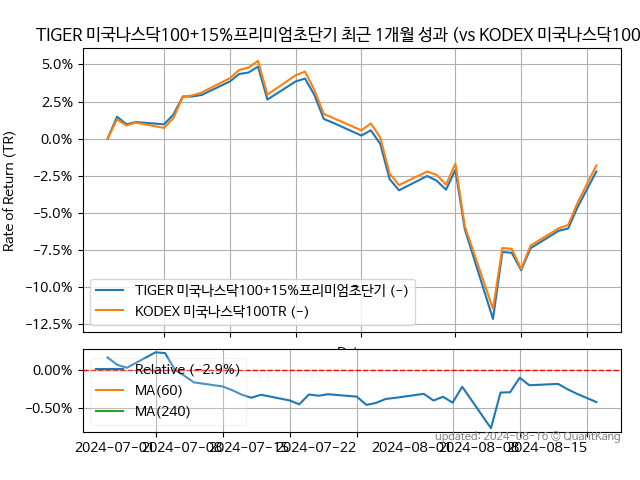 TIGER 미국나스닥100+15%프리미엄초단기 최근 1개월 성과 (vs KODEX 미국나스닥100
Rate of Return (TR)
5.0%
2.5%
0.0%
−2.5%
−5.0%
−7.5%
−10.0%
−12.5%
TIGER 미국나스닥100+15%프리미엄초단기 (-)
KODEX 미국나스닥100TR (-)
0.00%
−0.50%
Relative (-2.9%)
MA(60)
MA(240)
updated: 2024-08-16 © QuantKang
2024-07-01
2024-07-08
2024-07-15
2024-07-22
2024-08-01
2024-08-08
2024-08-15